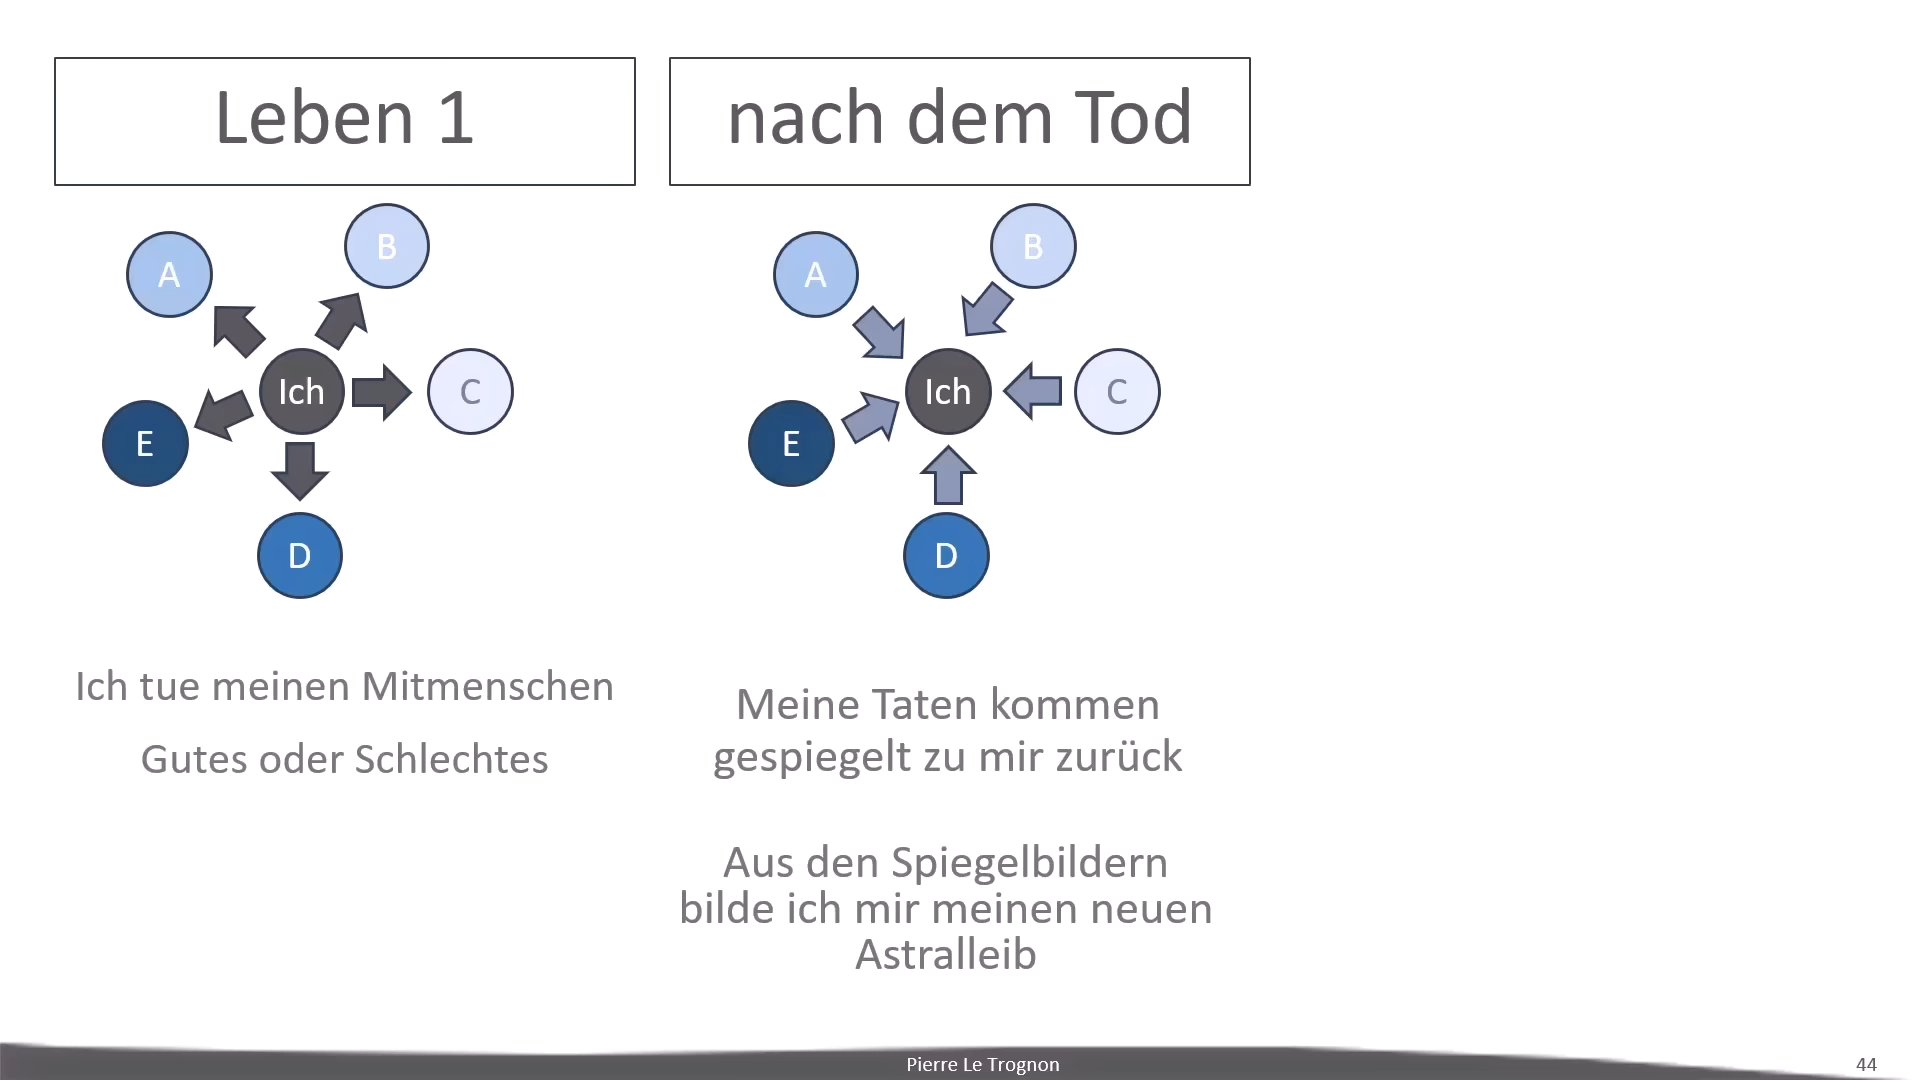 Leben 1
nach dem Tod
A
B
Ich
C
E
D
A
B
Ich
C
E
D
Ich tue meinen Mitmenschen
Gutes oder Schlechtes
Meine Taten kommen
gespiegelt zu mir zurück
Aus den Spiegelbildern
bilde ich mir meinen neuen
Astralleib
Pierre Le Trognon
44